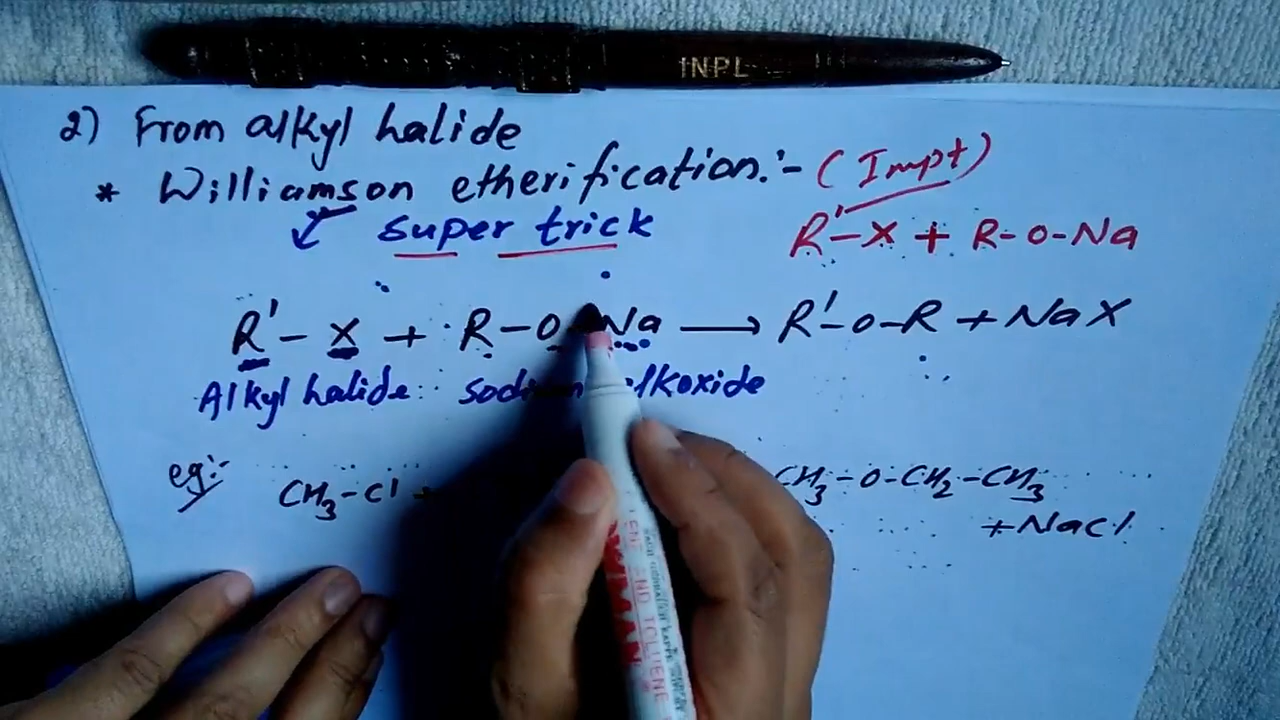 INPL
2) From alkyl halide
* Williamson etherification:- (Impt)
super trick
R'-X + R-O-Na
R'-X + R-O Na ⟶ R'-O-R + NaX
Alkyl halide sodium alkoxide
eg:- CH3-Cl + CH3-O-CH2-CH3
+NaCl